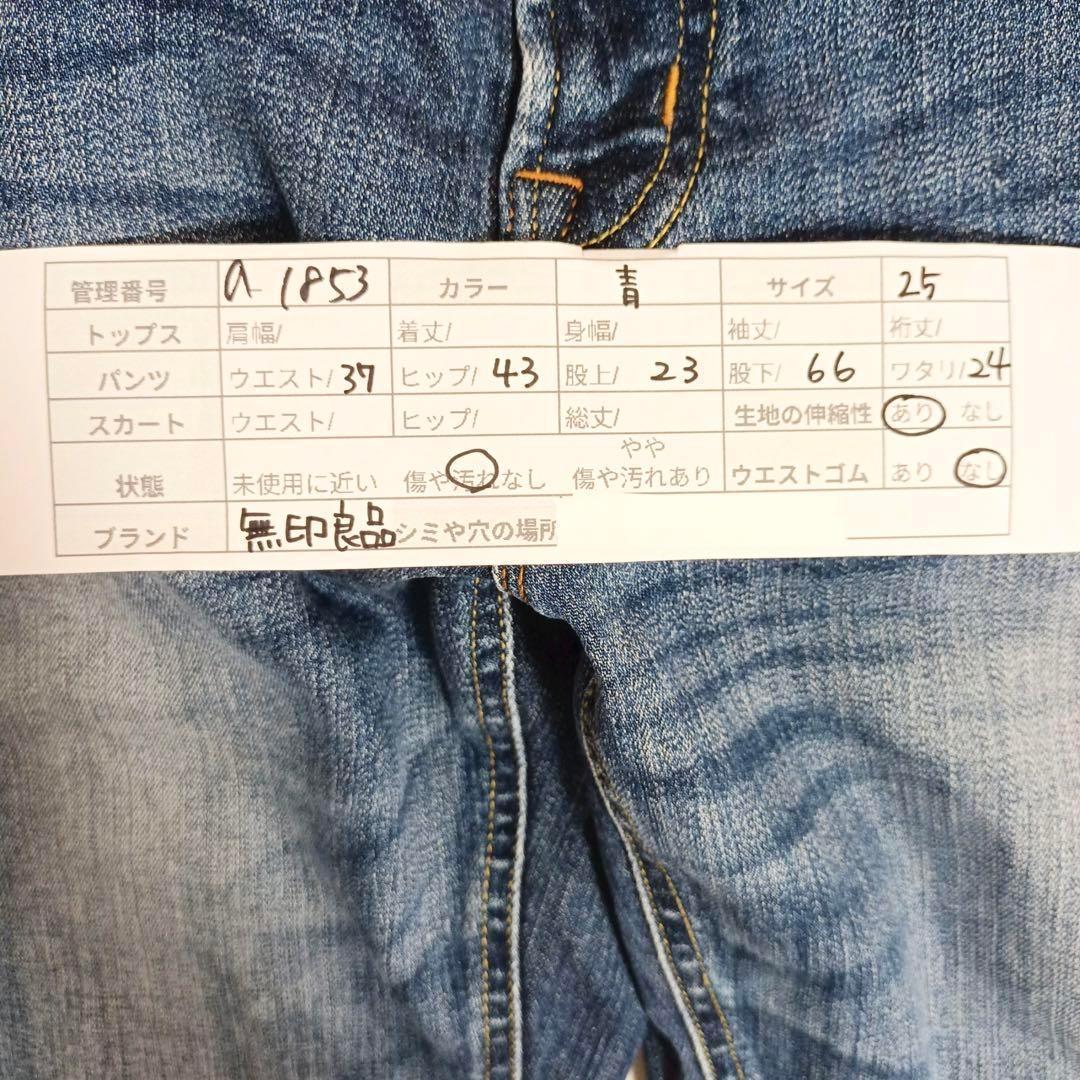 管理番号 a-1853 カラー 青 サイズ 25
トップス 肩幅/ 着丈/ 身幅/ 袖丈/ 裄丈/
パンツ ウエスト/ 37 ヒップ/ 43 股上/ 23 股下/ 66 ワタリ/ 24
スカート ウエスト/ ヒップ/ 総丈/ 生地の伸縮性 あり なし
状態 未使用に近い 傷や汚れなし やや傷や汚れあり ウエストゴム あり なし
ブランド 無印良品 シミや穴の場所